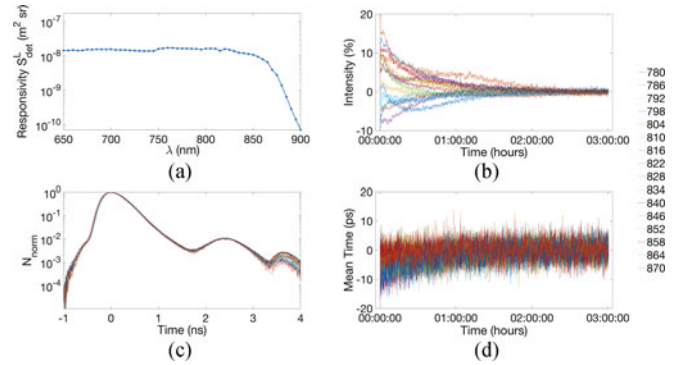 Responsivity S^L_det (m² sr)
10⁻⁷
10⁻⁸
10⁻⁹
10⁻¹⁰
650 700 750 800 850 900
λ (nm)
(a)
Intensity (%)
20
10
0
-10
00:00:00 01:00:00 02:00:00 03:00:00
Time (hours)
(b)
N_norm
10⁰
10⁻¹
10⁻²
10⁻³
10⁻⁴
-1 0 1 2 3 4
Time (ns)
(c)
Mean Time (ps)
20
10
0
-10
-20
00:00:00 01:00:00 02:00:00 03:00:00
Time (hours)
(d)
780
786
792
798
804
810
816
822
828
834
840
846
852
858
864
870